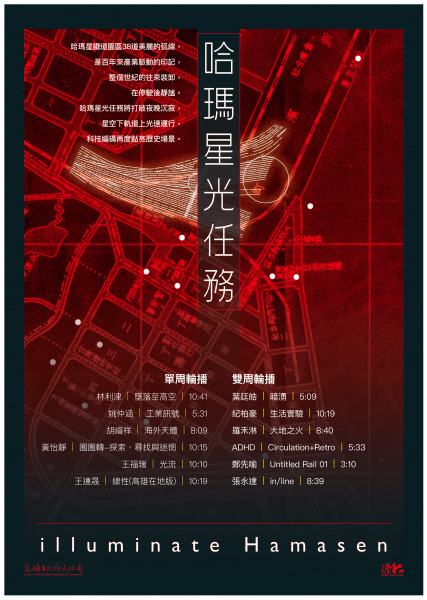 哈瑪星鐵道園區38道美麗的弧線，
是百年來產業脈動的印記，
整個世紀的往來裝卸，
在停駛後靜謐。
哈瑪星光任務將打破夜晚沉寂，
星空下軌道上光速運行，
科技編碼再度點亮歷史場景。
哈瑪星光任務
單周輪播
林利津｜墜落至高空｜10:41
姚仲涵｜工業訊號｜5:31
胡縉祥｜海外天體｜8:09
黃怡靜｜圈圈轉–探索、尋找與迷惘｜10:15
王福瑞｜光流｜10:10
王連晟｜線性(高雄在地版)｜10:19
雙周輪播
葉廷皓｜暗湧｜5:09
紀柏豪｜生活實驗｜10:19
羅禾淋｜大地之火｜8:40
ADHD｜Circulation+Retro｜5:33
鄭先喻｜Untitled Rail 01｜3:10
張永達｜in/line｜8:39
illuminate Hamasen